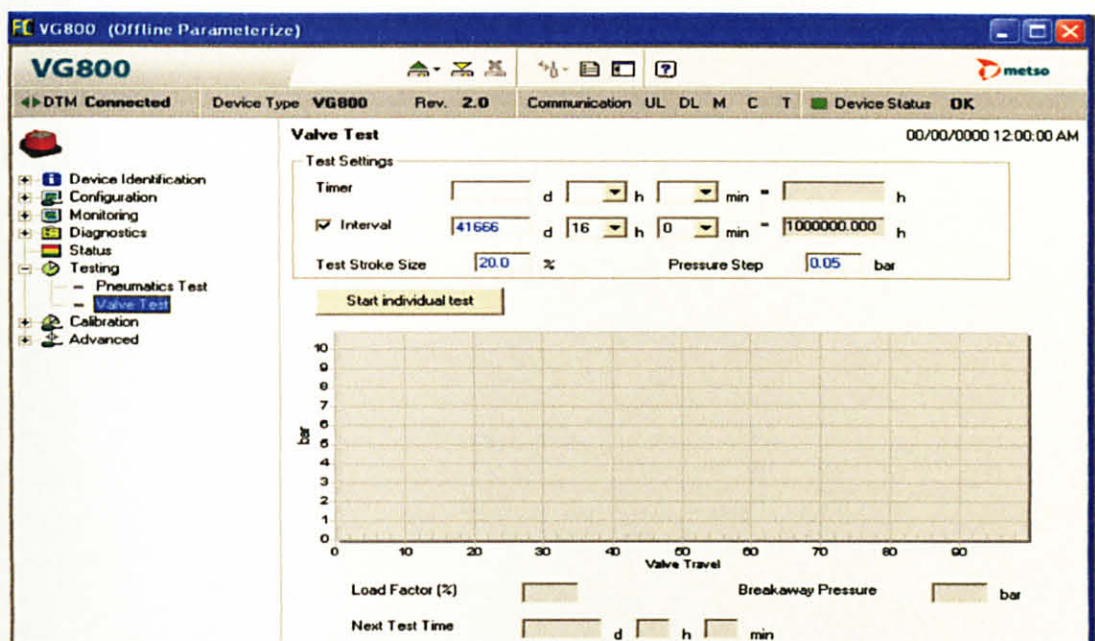 FC VG800 (Offline Parameterize)
VG800
metso
DTM Connected Device Type VG800 Rev. 2.0 Communication UL DL M C T Device Status OK
Valve Test 00/00/0000 12:00:00 AM
Device Identification
Configuration
Monitoring
Diagnostics
Status
Testing
Pneumatics Test
Valve Test
Calibration
Advanced
Test Settings
Timer d h min = h
Interval 41666 d 16 h 0 min = 1000000.000 h
Test Stroke Size 20.0 % Pressure Step 0.05 bar
Start individual test
bar
10
9
8
7
6
5
4
3
2
1
0
0 10 20 30 40 50 60 70 80 90
Valve Travel
Load Factor (%) Breakaway Pressure bar
Next Test Time d h min